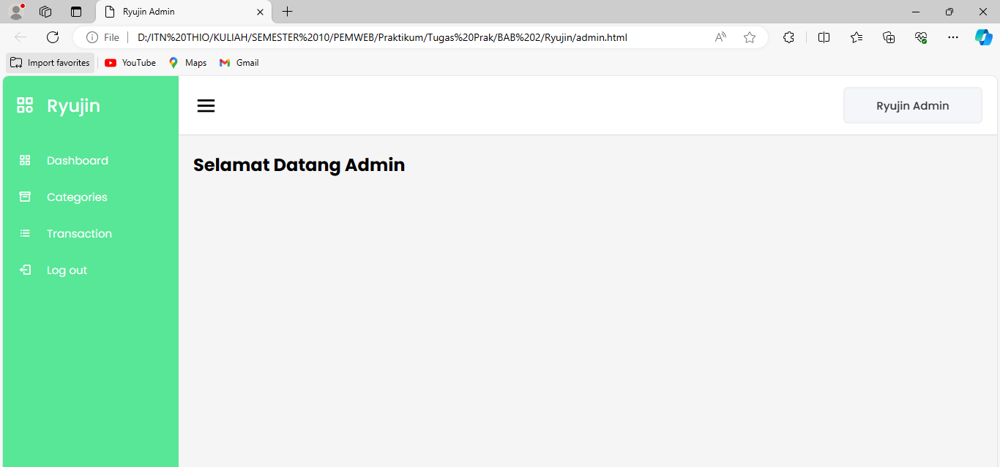 Ryujin Admin
File
D:/ITN%20THIO/KULIAH/SEMESTER%2010/PEMWEB/Praktikum/Tugas%20Prak/BAB%202/Ryujin/admin.html
Import favorites YouTube Maps Gmail
Ryujin
Ryujin Admin
Dashboard
Categories
Transaction
Log out
Selamat Datang Admin